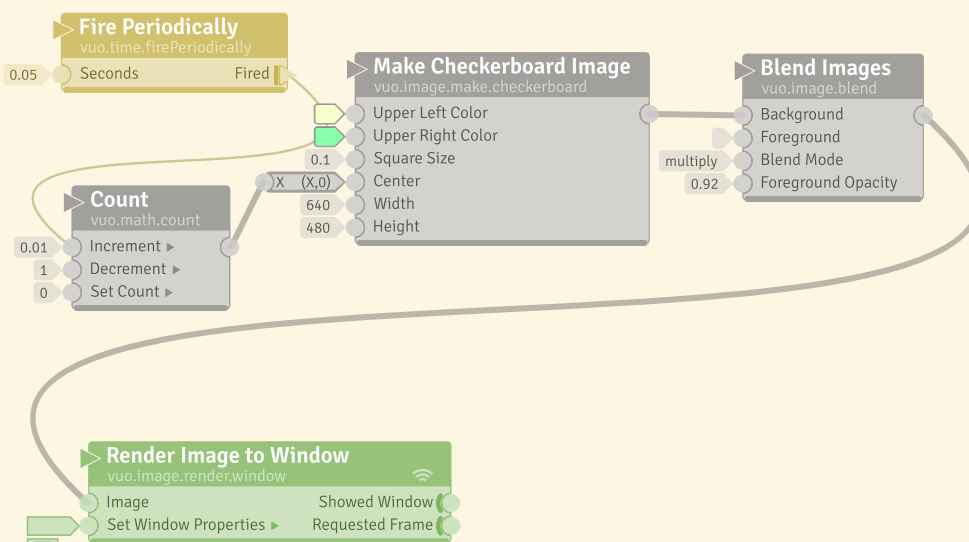 Fire Periodically
vuo.time.firePeriodically
0.05 Seconds Fired
Make Checkerboard Image
vuo.image.make.checkerboard
Upper Left Color
Upper Right Color
0.1 Square Size
X (X,0) Center
640 Width
480 Height
Blend Images
vuo.image.blend
Background
Foreground
multiply Blend Mode
0.92 Foreground Opacity
Count
vuo.math.count
0.01 Increment
1 Decrement
0 Set Count
Render Image to Window
vuo.image.render.window
Image Showed Window
Set Window Properties Requested Frame